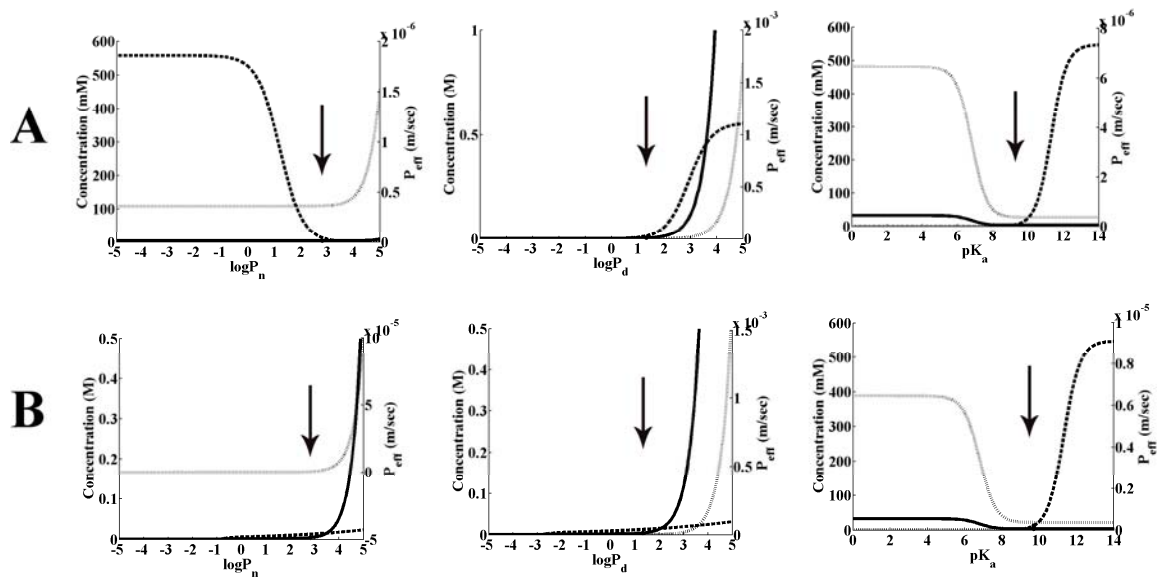 A
Concentration (mM)
600
500
400
300
200
100
0
-5 -4 -3 -2 -1 0 1 2 3 4 5
logP_n
x 10^-6
2
1.5
1
0.5
0
P_eff (m/sec)
Concentration (M)
1
0.5
0
-5 -4 -3 -2 -1 0 1 2 3 4 5
logP_d
x 10^-3
2
1.5
1
0.5
0
P_eff (m/sec)
Concentration (mM)
600
500
400
300
200
100
0
0 2 4 6 8 10 12 14
pK_a
x 10^-6
8
6
4
2
0
P_eff (m/sec)
B
Concentration (M)
0.5
0.4
0.3
0.2
0.1
0
-5 -4 -3 -2 -1 0 1 2 3 4 5
logP_n
x 10^-5
10
5
0
-5
P_eff (m/sec)
Concentration (M)
0.5
0.4
0.3
0.2
0.1
0
-5 -4 -3 -2 -1 0 1 2 3 4 5
logP_d
x 10^-3
1.5
1
0.5
0
P_eff (m/sec)
Concentration (mM)
600
500
400
300
200
100
0
0 2 4 6 8 10 12 14
pK_a
x 10^-5
1
0.8
0.6
0.4
0.2
0
P_eff (m/sec)